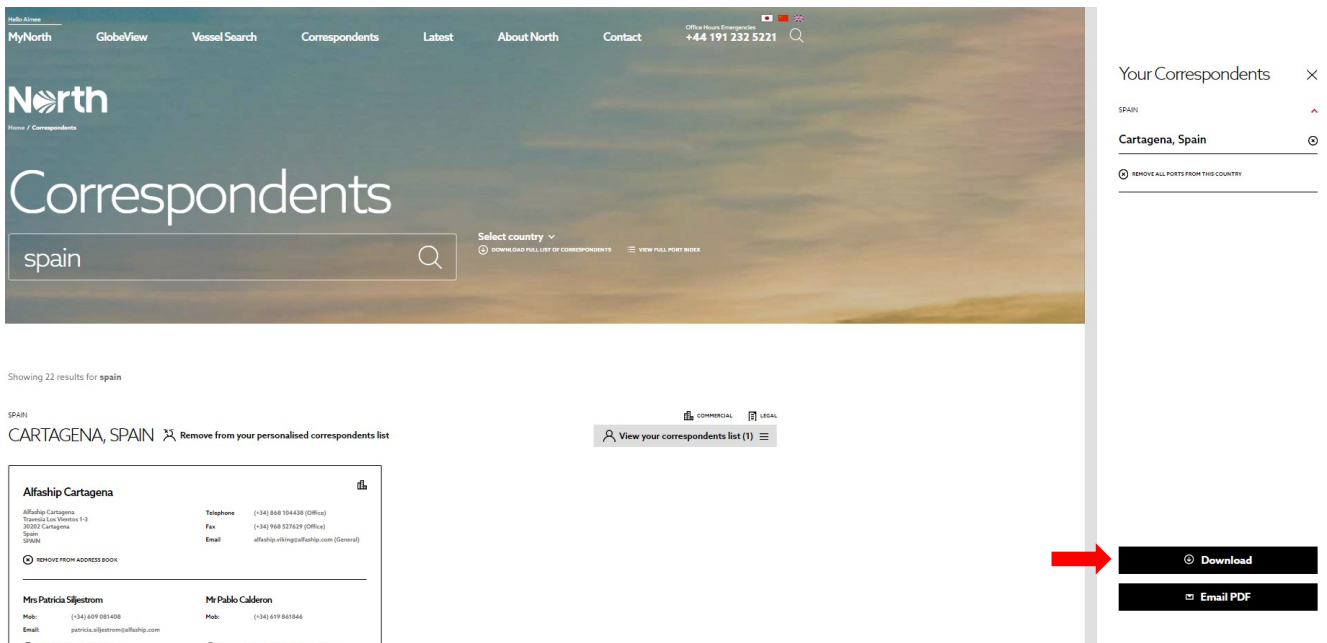 Hello Aimee
MyNorth GlobeView Vessel Search Correspondents Latest About North Contact
Office Hours Emergencies
+44 191 232 5221
North
Home / Correspondents
Correspondents
spain
Select country
DOWNLOAD FULL LIST OF CORRESPONDENTS VIEW FULL PORT INDEX
Showing 22 results for spain
SPAIN
COMMERCIAL LEGAL
CARTAGENA, SPAIN Remove from your personalised correspondents list
View your correspondents list (1)
Alfaship Cartagena
Alfaship Cartagena
Travesia Los Vientos 1-3
30202 Cartagena
Spain
SPAIN
Telephone (+34) 868 104438 (Office)
Fax (+34) 968 527629 (Office)
Email alfaship.viking@alfaship.com (General)
REMOVE FROM ADDRESS BOOK
Mrs Patricia Siljestrom
Mob: (+34) 609 081408
Email: patricia.siljestrom@alfaship.com
Mr Pablo Calderon
Mob: (+34) 619 861846
Your Correspondents
SPAIN
Cartagena, Spain
REMOVE ALL PORTS FROM THIS COUNTRY
Download
Email PDF